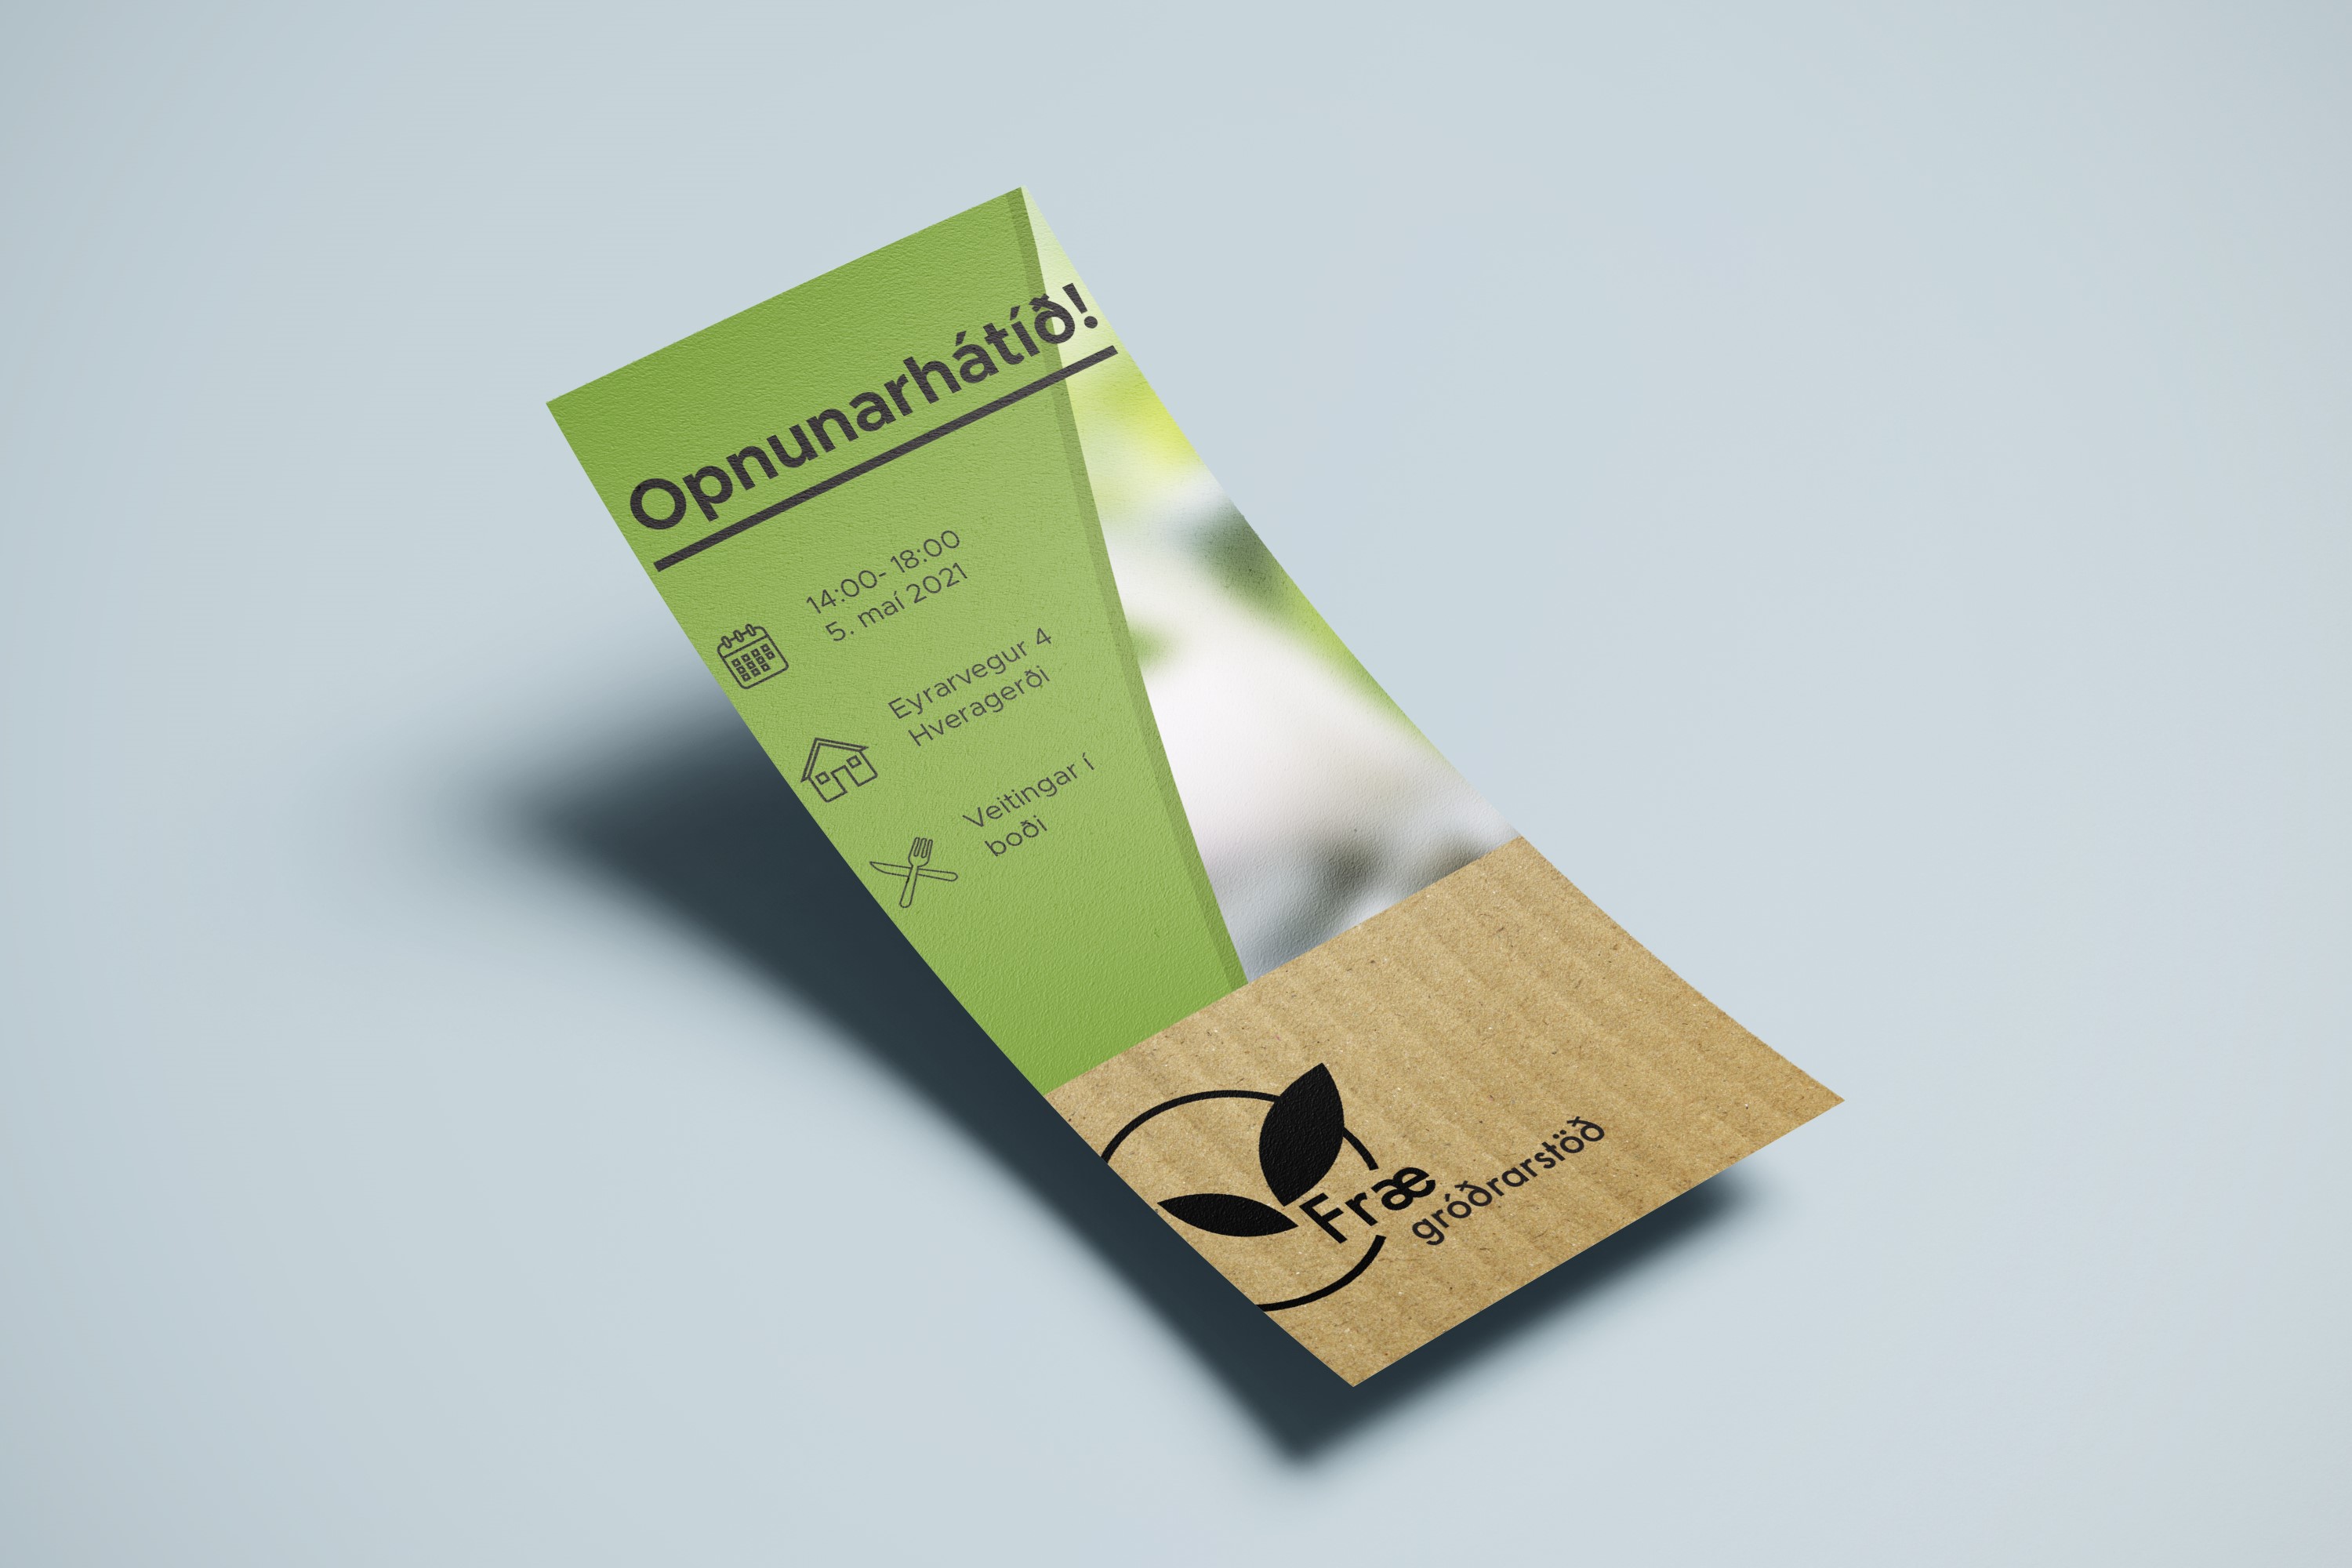 Opnunarhátíð!
14:00- 18:00
5. maí 2021
Eyrarvegur 4
Hveragerði
Veitingar í
boði
Fræ
gróðrarstöð